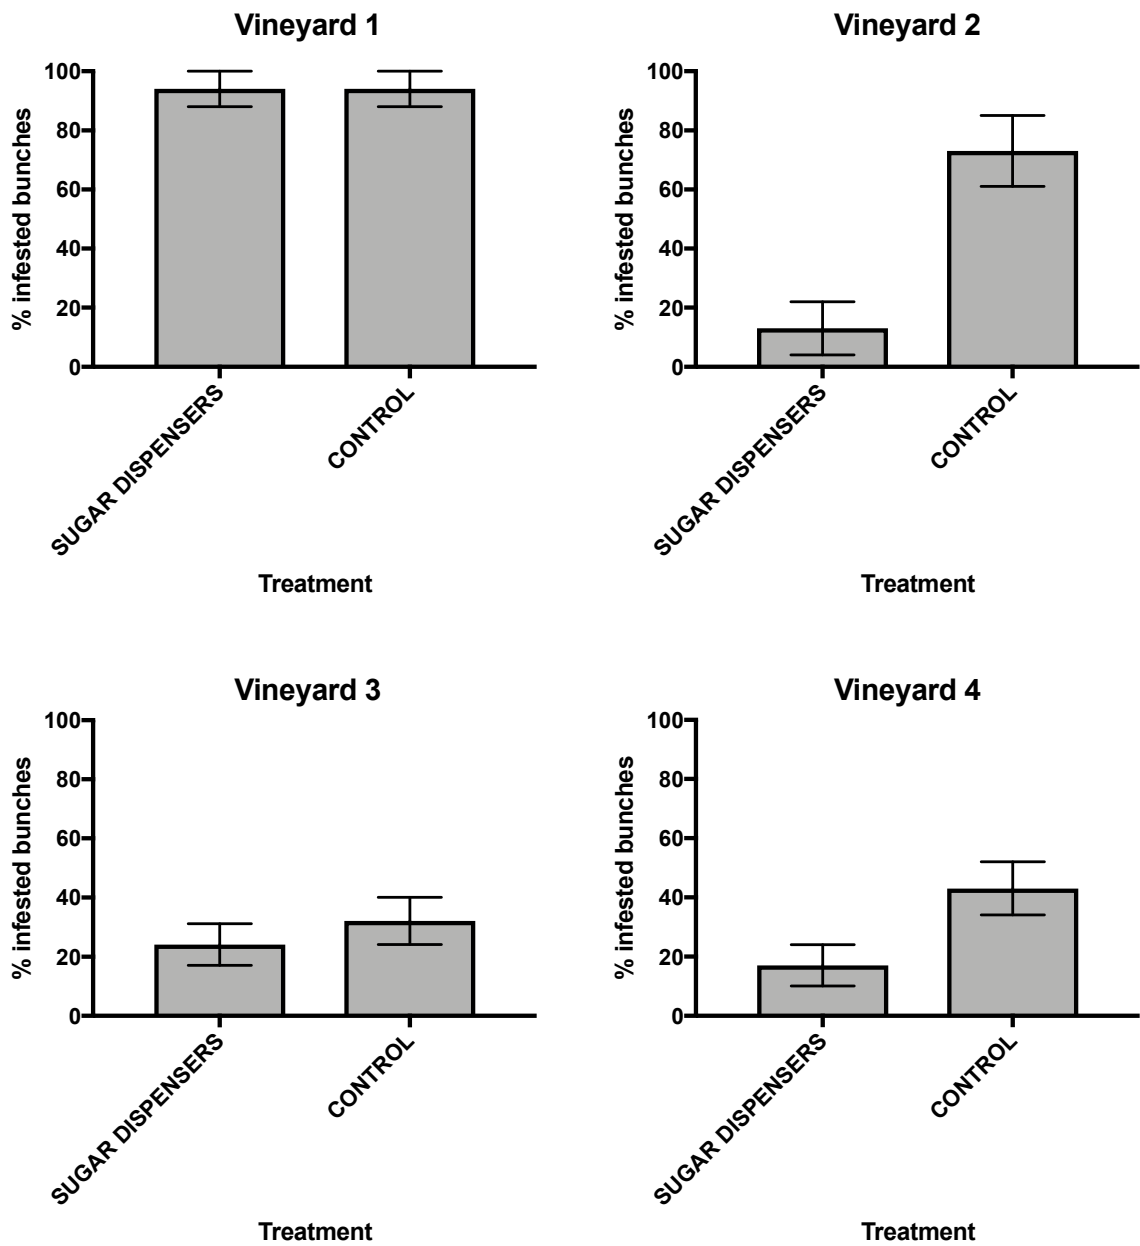 Vineyard 1
% infested bunches
100
80
60
40
20
0
SUGAR DISPENSERS
CONTROL
Treatment
Vineyard 2
% infested bunches
100
80
60
40
20
0
SUGAR DISPENSERS
CONTROL
Treatment
Vineyard 3
% infested bunches
100
80
60
40
20
0
SUGAR DISPENSERS
CONTROL
Treatment
Vineyard 4
% infested bunches
100
80
60
40
20
0
SUGAR DISPENSERS
CONTROL
Treatment